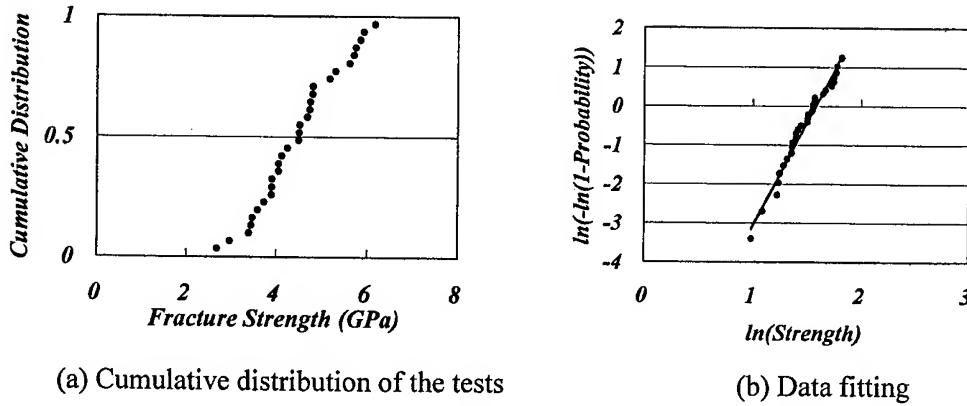 Cumulative Distribution
1
0.5
0
0 2 4 6 8
Fracture Strength (GPa)
(a) Cumulative distribution of the tests
ln(-ln(1-Probability))
2
1
0
-1
-2
-3
-4
0 1 2 3
ln(Strength)
(b) Data fitting